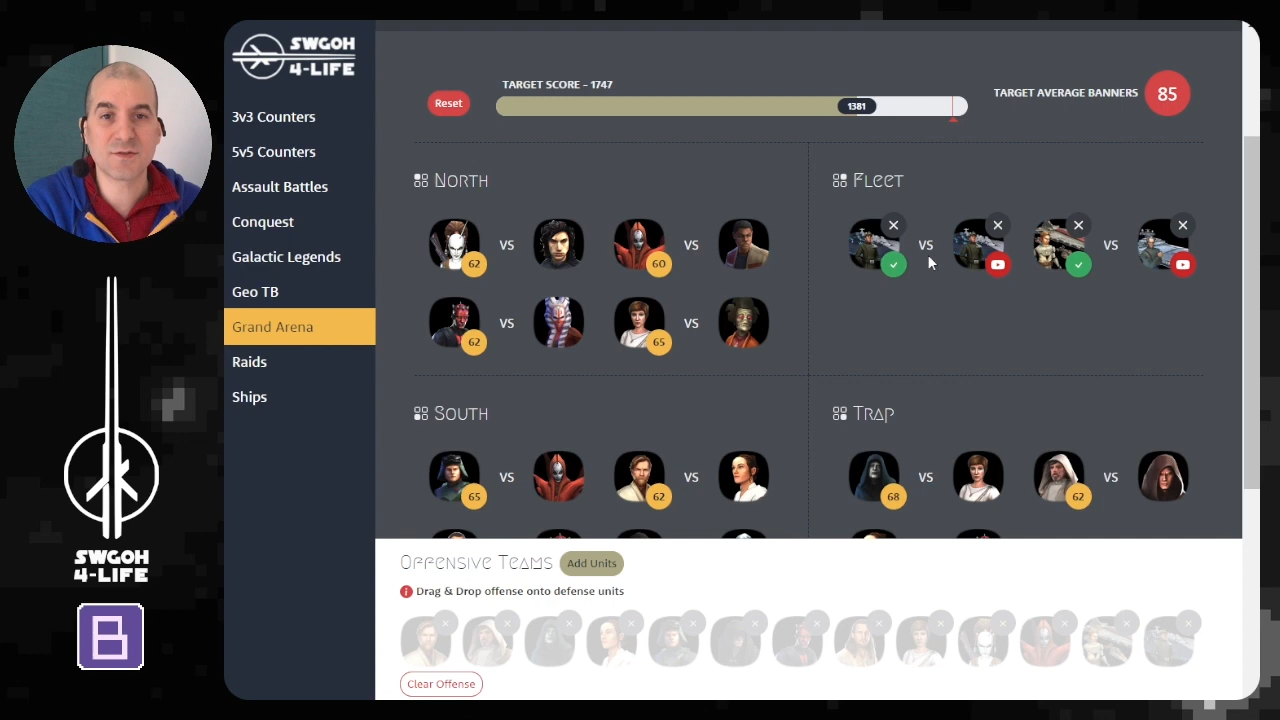 SWGOH
4-LIFE
3v3 Counters
5v5 Counters
Assault Battles
Conquest
Galactic Legends
Geo TB
Grand Arena
Raids
Ships
SWGOH
4-LIFE
B
Reset
TARGET SCORE - 1747
1381
TARGET AVERAGE BANNERS
85
North
62 VS
60 VS
62 VS
65 VS
Fleet
VS
VS
South
65 VS
62 VS
Trap
68 VS
62 VS
Offensive Teams
Add Units
Drag & Drop offense onto defense units
Clear Offense